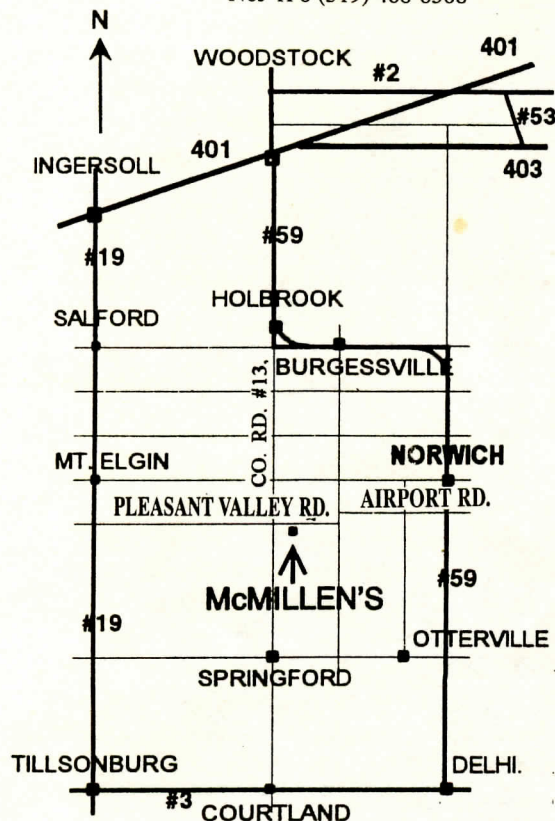 N
WOODSTOCK
401
#2
#53
401
403
INGERSOLL
#19
#59
HOLBROOK
SALFORD
BURGESSVILLE
CO. RD. #13.
MT. ELGIN
NORWICH
PLEASANT VALLEY RD.
AIRPORT RD.
McMILLEN'S
#59
#19
OTTERVILLE
SPRINGFORD
TILLSONBURG
DELHI.
#3
COURTLAND